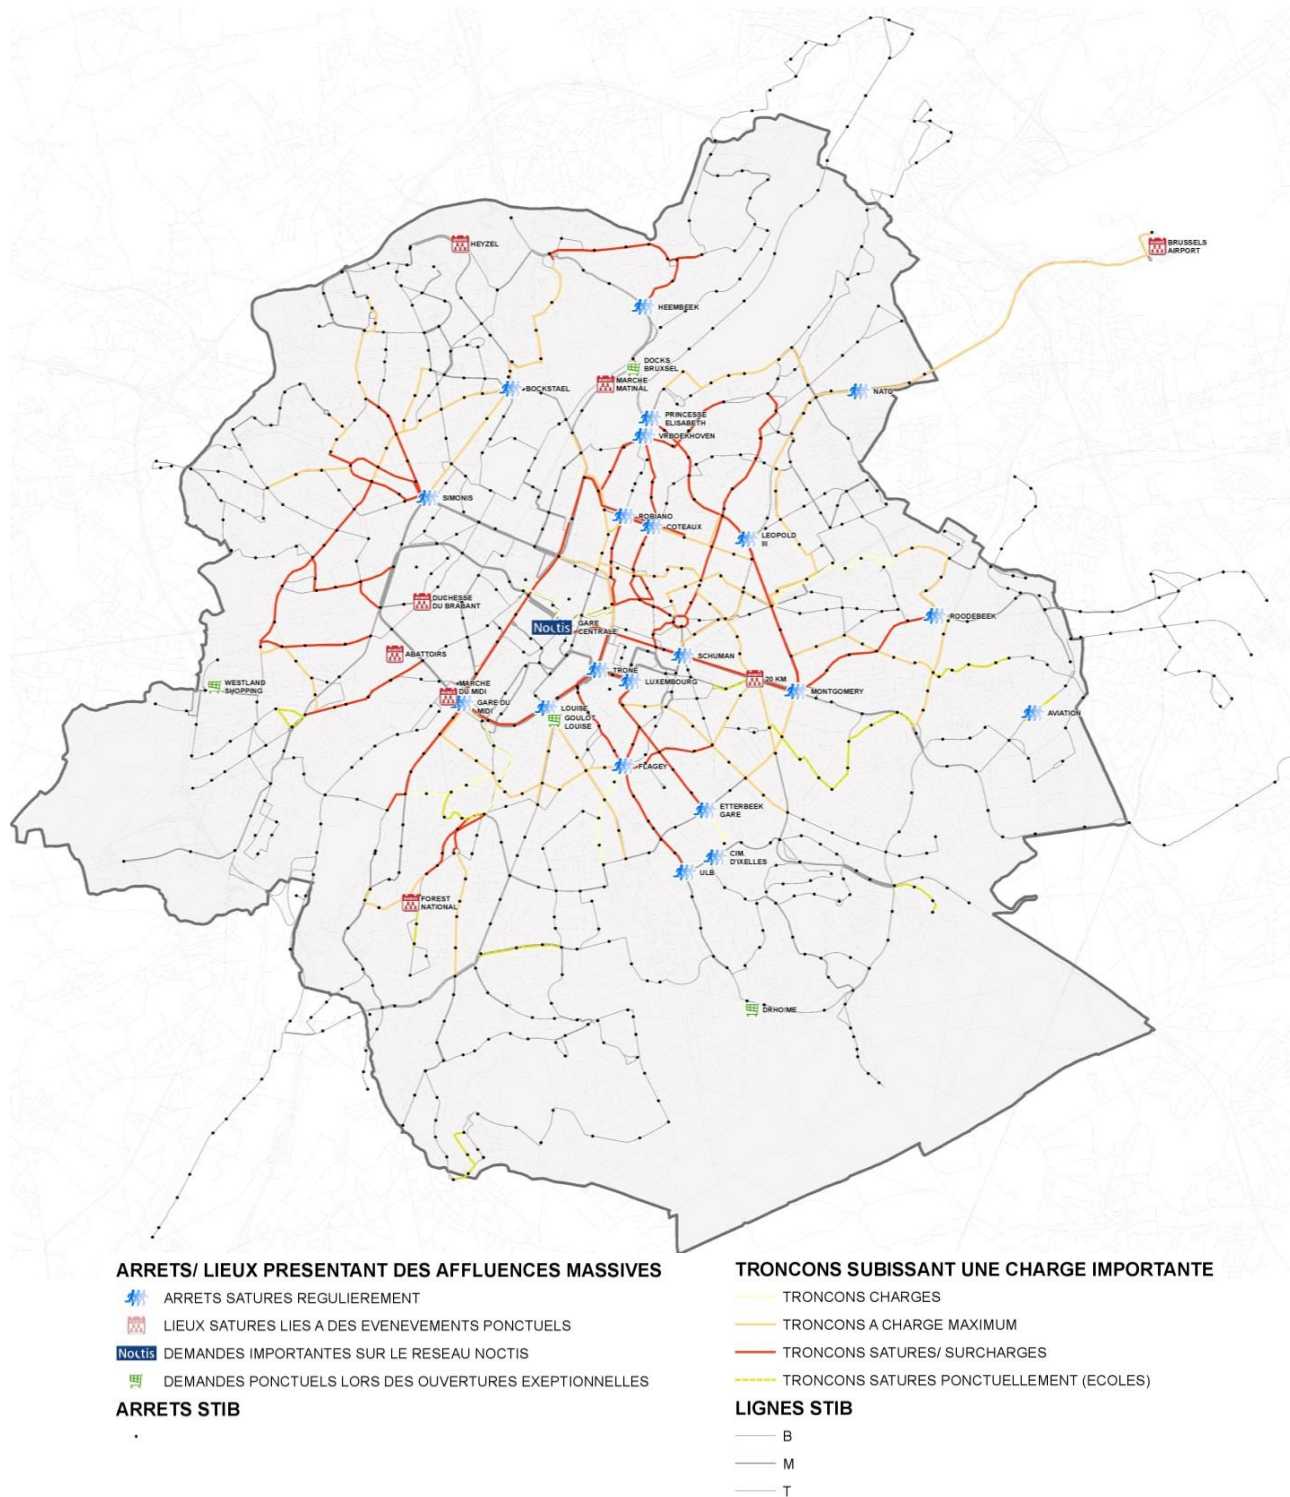 HEYZEL
BRUSSELS
AIRPORT
HEEMBEEK
DOCKS
BRUXSEL
MARCHE
MATINAL
BOCKSTAEL
NATO
PRINCESSE
ELISABETH
VRBOEKHOVEN
SIMONIS
ROBIANO
COTEAUX
LEOPOLD
III
DUCHESSE
DU BRABANT
Noctis
GARE
CENTRALE
ROODEBEEK
ABATTOIRS
SCHUMAN
WESTLAND
SHOPPING
TRONE
LUXEMBOURG
20 KM
MONTGOMERY
MARCHE
DU MIDI
GARE DU
MIDI
LOUISE
GOULOT
LOUISE
AVIATION
FLAGEY
ETTERBEEK
GARE
CIM.
D'IXELLES
ULB
FOREST
NATIONAL
DRHOIME
ARRETS/ LIEUX PRESENTANT DES AFFLUENCES MASSIVES
ARRETS SATURES REGULIEREMENT
LIEUX SATURES LIES A DES EVENEVEMENTS PONCTUELS
Noctis DEMANDES IMPORTANTES SUR LE RESEAU NOCTIS
DEMANDES PONCTUELS LORS DES OUVERTURES EXEPTIONNELLES
ARRETS STIB
TRONCONS SUBISSANT UNE CHARGE IMPORTANTE
TRONCONS CHARGES
TRONCONS A CHARGE MAXIMUM
TRONCONS SATURES/ SURCHARGES
TRONCONS SATURES PONCTUELLEMENT (ECOLES)
LIGNES STIB
B
M
T